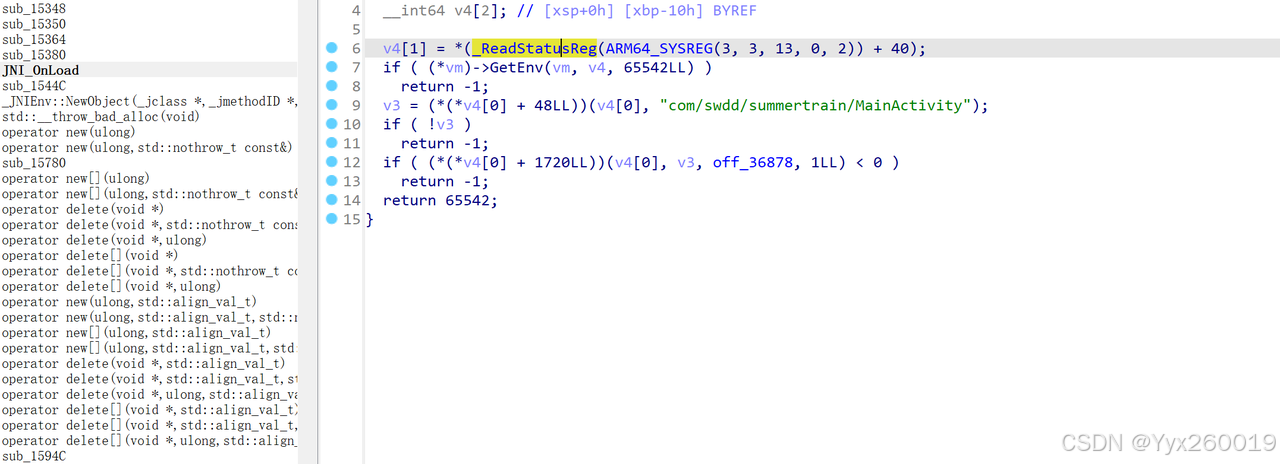 sub_15348
sub_15350
sub_15364
sub_15380
JNI_OnLoad
sub_1544C
_JNIEnv::NewObject(_jclass *,_jmethodID *,
std::__throw_bad_alloc(void)
operator new(ulong)
operator new(ulong,std::nothrow_t const&)
sub_15780
operator new[](ulong)
operator new[](ulong,std::nothrow_t const&
operator delete(void *)
operator delete(void *,std::nothrow_t cons
operator delete(void *,ulong)
operator delete[](void *)
operator delete[](void *,std::nothrow_t co
operator delete[](void *,ulong)
operator new(ulong,std::align_val_t)
operator new(ulong,std::align_val_t,std::n
operator new[](ulong,std::align_val_t)
operator new[](ulong,std::align_val_t,std:
operator delete(void *,std::align_val_t)
operator delete(void *,std::align_val_t,st
operator delete(void *,ulong,std::align_va
operator delete[](void *,std::align_val_t)
operator delete[](void *,std::align_val_t,
operator delete[](void *,ulong,std::align_
sub_1594C
4 __int64 v4[2]; // [xsp+0h] [xbp-10h] BYREF
5
6 v4[1] = *(_ReadStatusReg(ARM64_SYSREG(3, 3, 13, 0, 2)) + 40);
7 if ( (*vm)->GetEnv(vm, v4, 65542LL) )
8 return -1;
9 v3 = (*(*v4[0] + 48LL))(v4[0], "com/swdd/summertrain/MainActivity");
10 if ( !v3 )
11 return -1;
12 if ( (*(*v4[0] + 1720LL))(v4[0], v3, off_36878, 1LL) < 0 )
13 return -1;
14 return 65542;
15 }
CSDN @Yyx260019